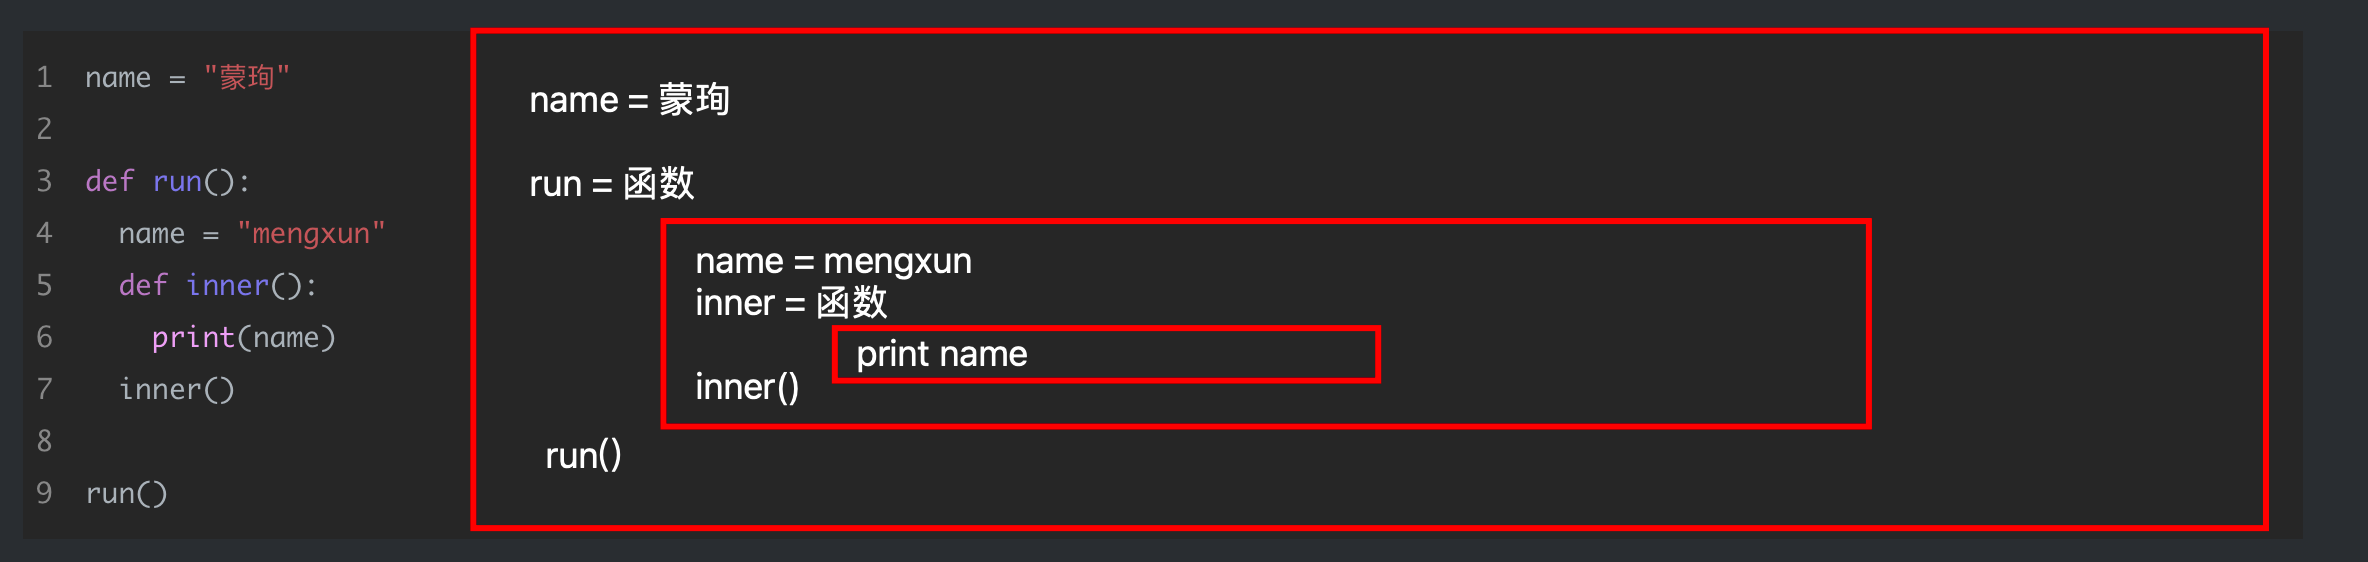 1 name = "蒙珣"
2
3 def run():
4 name = "mengxun"
5 def inner():
6 print(name)
7 inner()
8
9 run()
name = 蒙珣
run = 函数
name = mengxun
inner = 函数
print name
inner()
run()